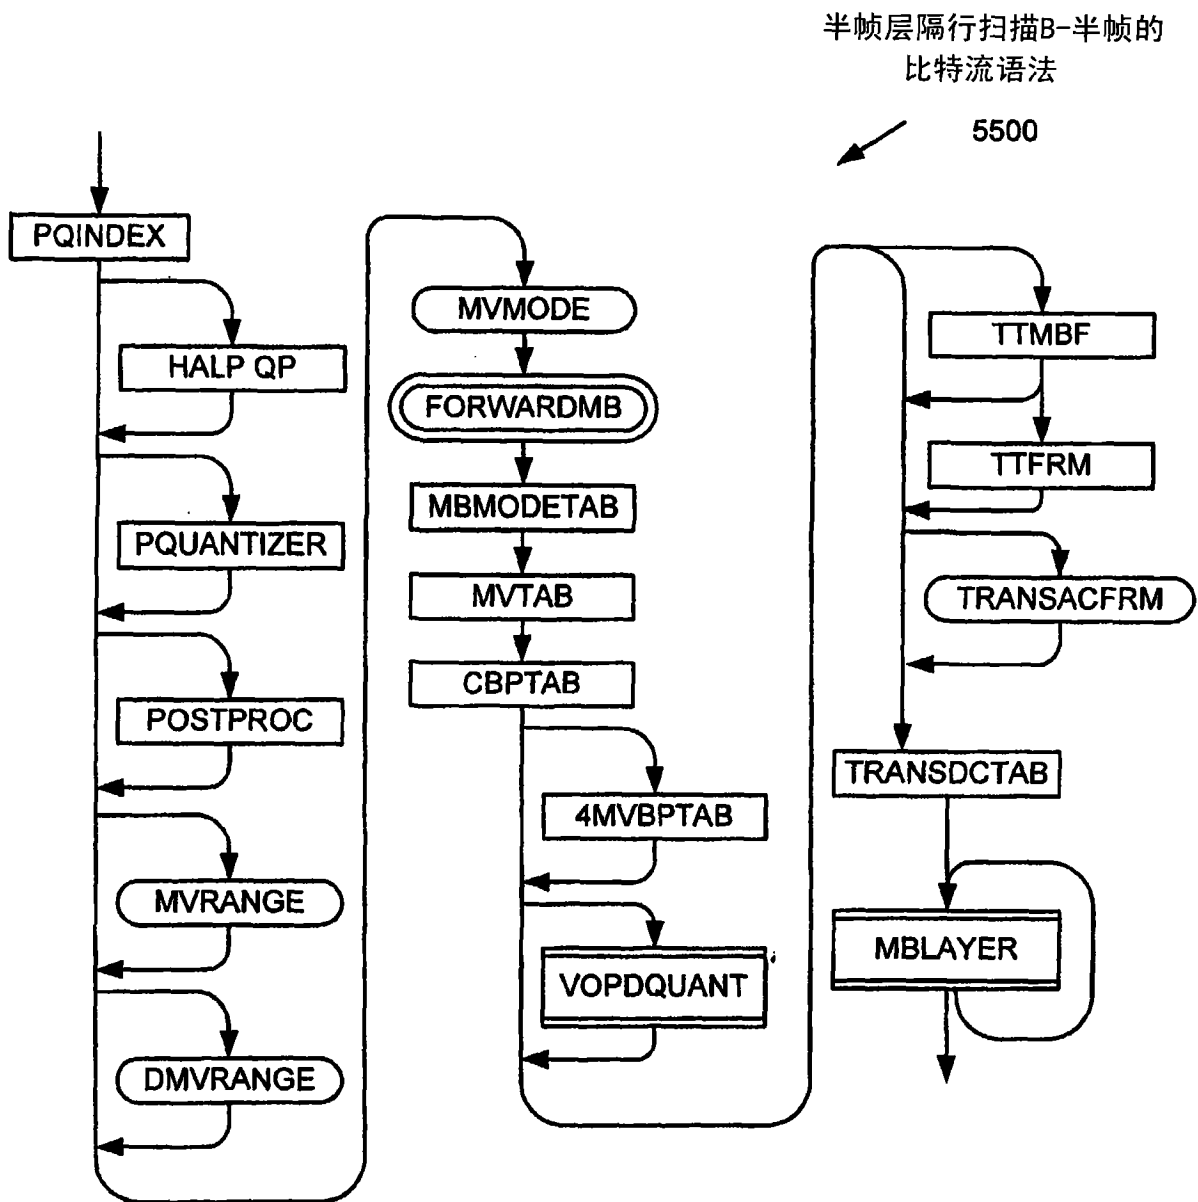 半帧层隔行扫描B-半帧的
比特流语法
5500
PQINDEX
HALP QP
PQUANTIZER
POSTPROC
MVRANGE
DMVRANGE
MVMODE
FORWARDMB
MBMODETAB
MVTAB
CBPTAB
4MVBPTAB
VOPDQUANT
TTMBF
TTFRM
TRANSACFRM
TRANSDCTAB
MBLAYER